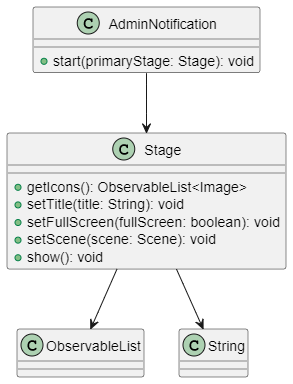 C AdminNotification
start(primaryStage: Stage): void
C Stage
getIcons(): ObservableList<Image>
setTitle(title: String): void
setFullScreen(fullScreen: boolean): void
setScene(scene: Scene): void
show(): void
C ObservableList
C String